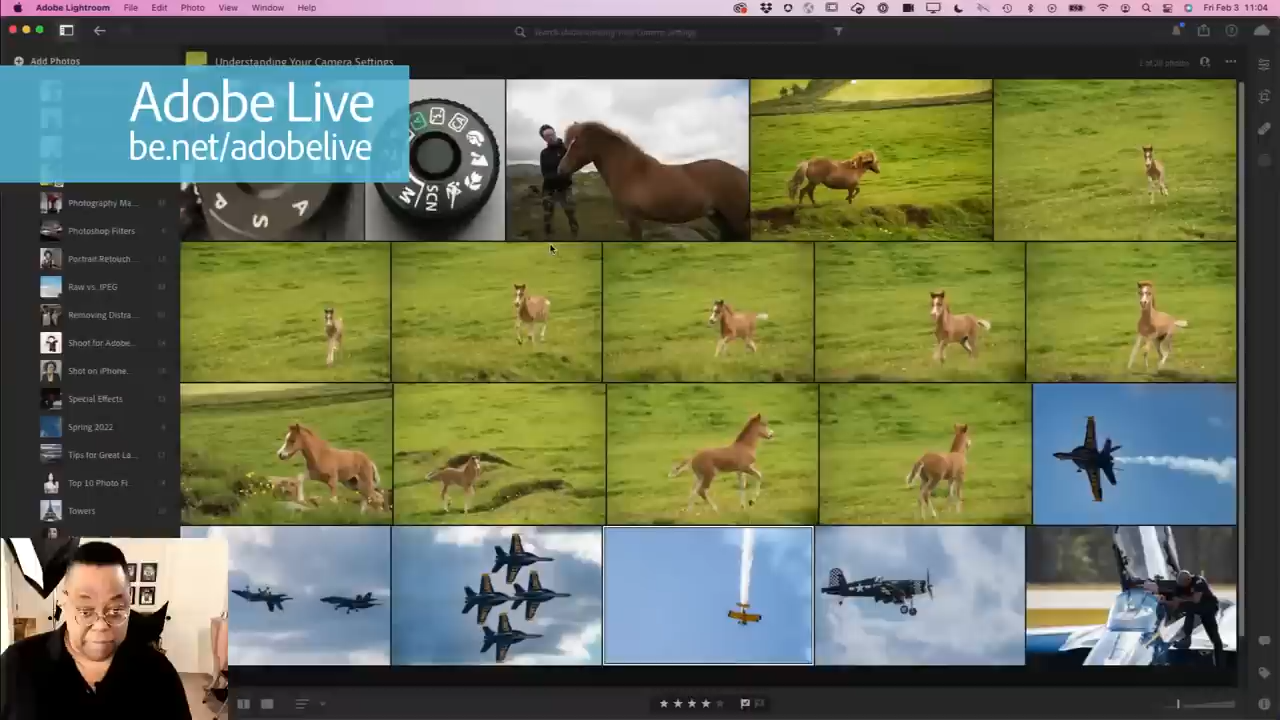 Adobe Lightroom File Edit Photo View Window Help
Fri Feb 3 11:04
Add Photos
Understanding Your Camera Settings
Adobe Live
be.net/adobelive
P S A
SCN
M
Photography Ma...
Photoshop Filters
Portrait Retouch...
Raw vs. JPEG
Removing Distra...
Shoot for Adobe...
Shot on iPhone...
Special Effects
Spring 2022
Tips for Great La...
Top 10 Photo Fi...
Towers